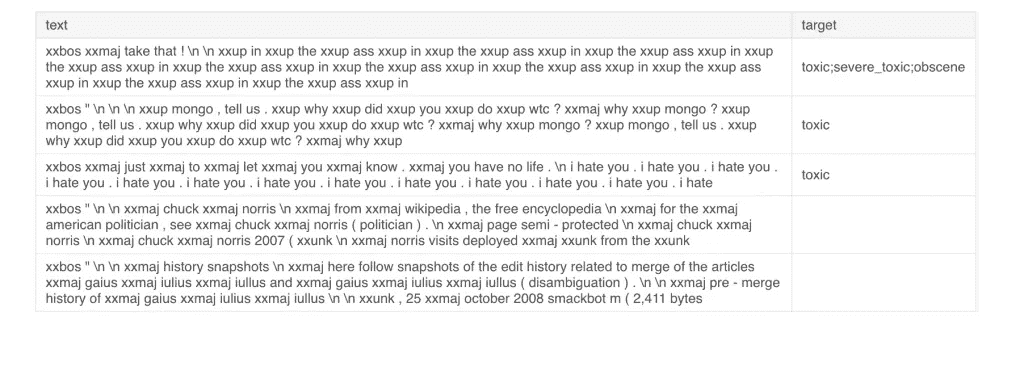 text target
xxbos xxmaj take that ! \n \n xxup in xxup the xxup ass xxup in xxup the xxup ass xxup in xxup the xxup ass xxup in xxup
the xxup ass xxup in xxup the xxup ass xxup in xxup the xxup ass xxup in xxup the xxup ass xxup in xxup the xxup ass
xxup in xxup the xxup ass xxup in xxup the xxup ass xxup in
toxic;severe_toxic;obscene
xxbos " \n \n \n xxup mongo , tell us . xxup why xxup did xxup you xxup do xxup wtc ? xxmaj why xxup mongo ? xxup
mongo , tell us . xxup why xxup did xxup you xxup do xxup wtc ? xxmaj why xxup mongo ? xxup mongo , tell us . xxup
why xxup did xxup you xxup do xxup wtc ? xxmaj why xxup
toxic
xxbos xxmaj just xxmaj to xxmaj let xxmaj you xxmaj know . xxmaj you have no life . \n i hate you . i hate you . i hate you .
i hate you . i hate you . i hate you . i hate you . i hate you . i hate you . i hate you . i hate you . i hate you . i hate
toxic
xxbos " \n \n xxmaj chuck xxmaj norris \n xxmaj from xxmaj wikipedia , the free encyclopedia \n xxmaj for the xxmaj
american politician , see xxmaj chuck xxmaj norris ( politician ) . \n xxmaj page semi - protected \n xxmaj chuck xxmaj
norris \n xxmaj chuck xxmaj norris 2007 ( xxunk \n xxmaj norris visits deployed xxmaj xxunk from the xxunk
xxbos " \n \n xxmaj history snapshots \n xxmaj here follow snapshots of the edit history related to merge of the articles
xxmaj gaius xxmaj iulius xxmaj iullus and xxmaj gaius xxmaj iulius xxmaj iullus ( disambiguation ) . \n \n xxmaj pre - merge
history of xxmaj gaius xxmaj iulius xxmaj iullus \n \n xxunk , 25 xxmaj october 2008 smackbot m ( 2,411 bytes